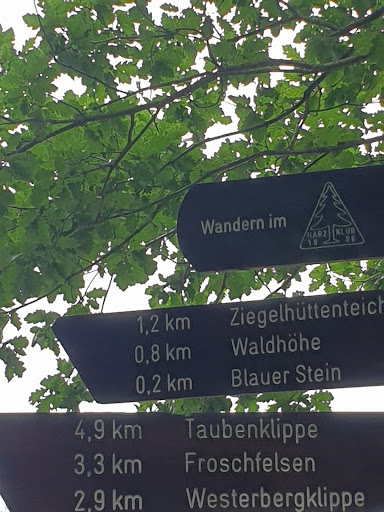 Wandern im
HARZ KLUB
1886
1,2 km Ziegelhüttenteich
0,8 km Waldhöhe
0,2 km Blauer Stein
4,9 km Taubenklippe
3,3 km Froschfelsen
2,9 km Westerbergklippe